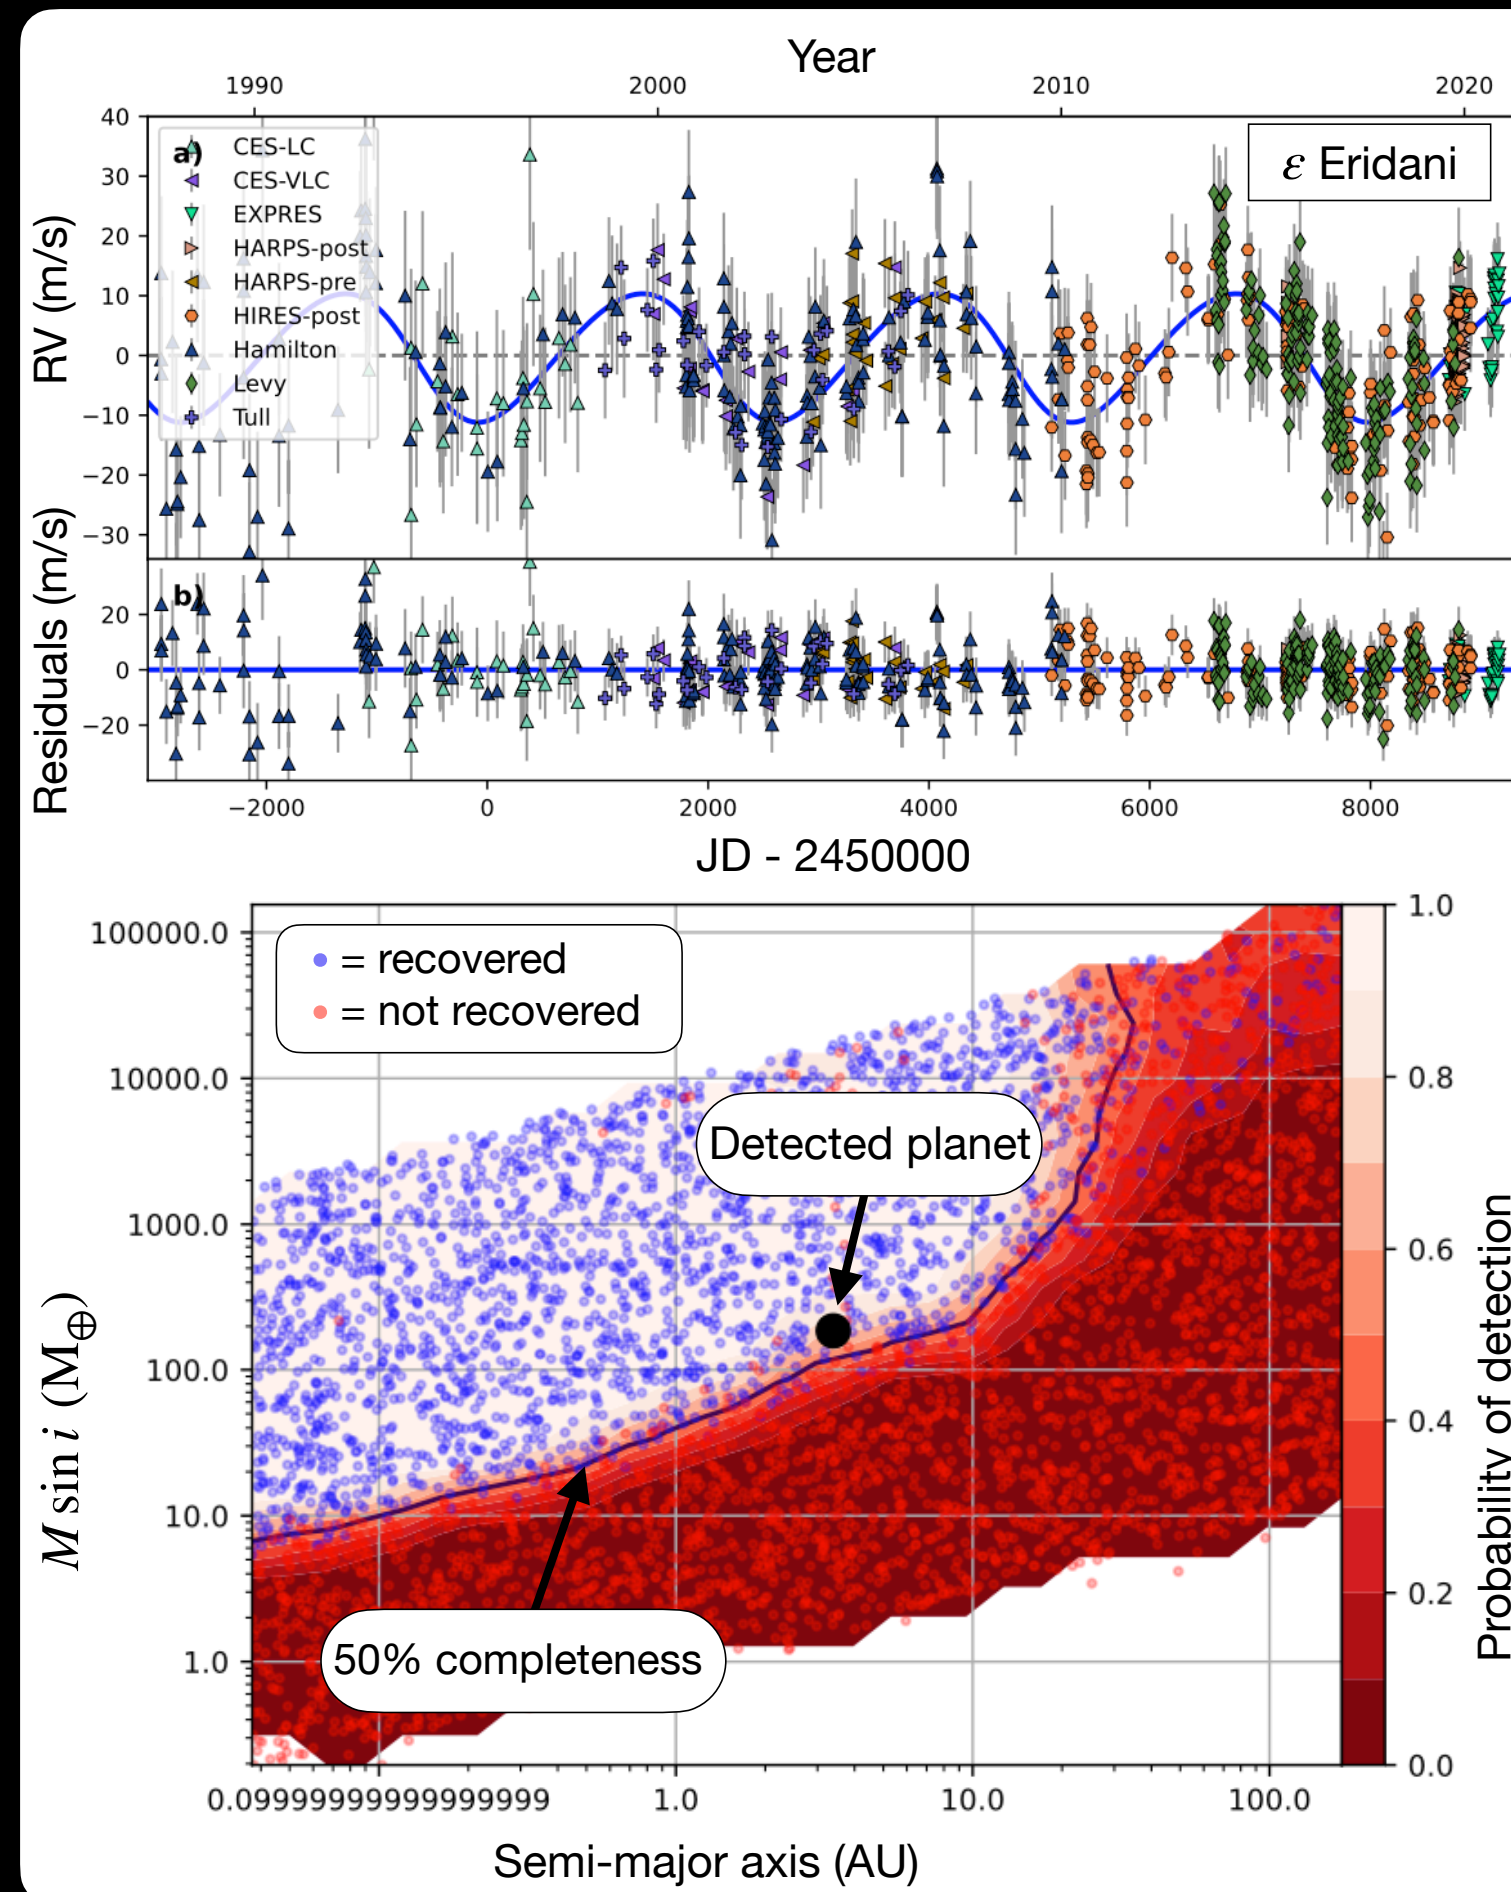 Year
1990 2000 2010 2020
ε Eridani
a)
CES-LC
CES-VLC
EXPRES
HARPS-post
HARPS-pre
HIRES-post
Hamilton
Levy
Tull
RV (m/s)
40
30
20
10
0
−10
−20
−30
b)
Residuals (m/s)
20
0
−20
−2000 0 2000 4000 6000 8000
JD - 2450000
= recovered
= not recovered
Detected planet
50% completeness
M sin i (M⊕)
100000.0
10000.0
1000.0
100.0
10.0
1.0
1.0
0.8
0.6
0.4
0.2
0.0
Probability of detection
0.09999999999999999 1.0 10.0 100.0
Semi-major axis (AU)